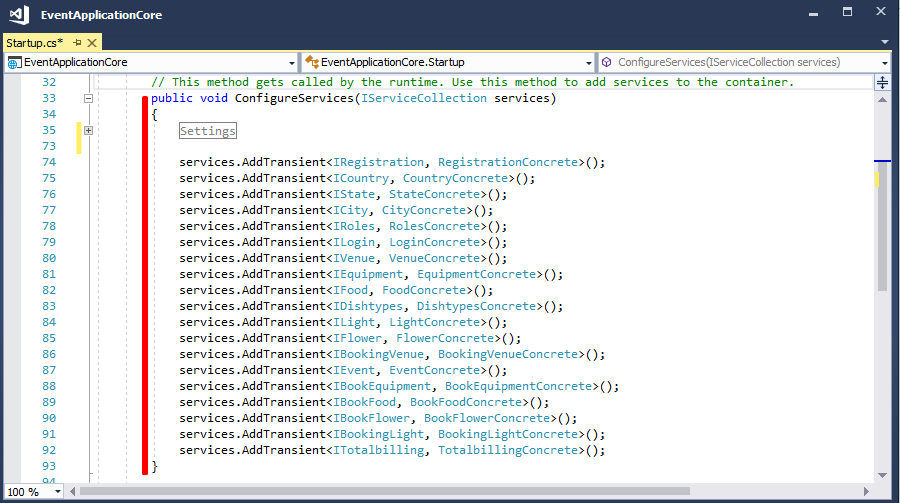 EventApplicationCore
Startup.cs*
EventApplicationCore
EventApplicationCore.Startup
ConfigureServices(IServiceCollection services)
32 // This method gets called by the runtime. Use this method to add services to the container.
33 public void ConfigureServices(IServiceCollection services)
34 {
35 Settings
73
74 services.AddTransient<IRegistration, RegistrationConcrete>();
75 services.AddTransient<ICountry, CountryConcrete>();
76 services.AddTransient<IState, StateConcrete>();
77 services.AddTransient<ICity, CityConcrete>();
78 services.AddTransient<IRoles, RolesConcrete>();
79 services.AddTransient<ILogin, LoginConcrete>();
80 services.AddTransient<IVenue, VenueConcrete>();
81 services.AddTransient<IEquipment, EquipmentConcrete>();
82 services.AddTransient<IFood, FoodConcrete>();
83 services.AddTransient<IDishtypes, DishtypesConcrete>();
84 services.AddTransient<ILight, LightConcrete>();
85 services.AddTransient<IFlower, FlowerConcrete>();
86 services.AddTransient<IBookingVenue, BookingVenueConcrete>();
87 services.AddTransient<IEvent, EventConcrete>();
88 services.AddTransient<IBookEquipment, BookEquipmentConcrete>();
89 services.AddTransient<IBookFood, BookFoodConcrete>();
90 services.AddTransient<IBookFlower, BookFlowerConcrete>();
91 services.AddTransient<IBookingLight, BookingLightConcrete>();
92 services.AddTransient<ITotalbilling, TotalbillingConcrete>();
93 }
94
100 %